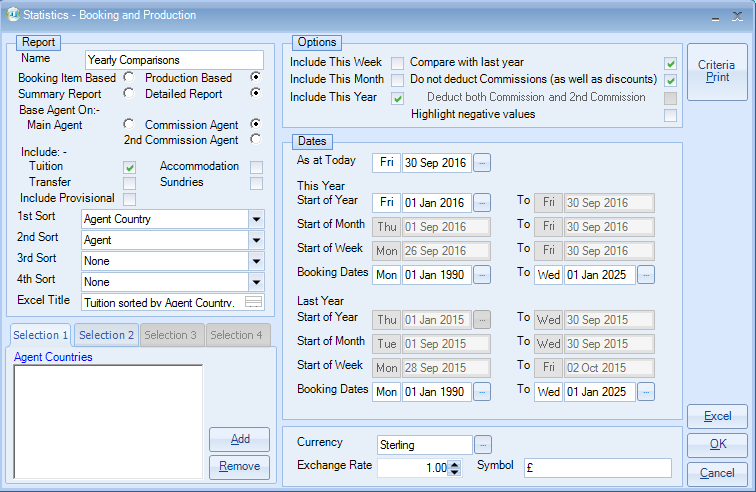 Statistics - Booking and Production
Report
Name Yearly Comparisons
Booking Item Based Production Based
Summary Report Detailed Report
Base Agent On:-
Main Agent Commission Agent
2nd Commission Agent
Include: -
Tuition Accommodation
Transfer Sundries
Include Provisional
1st Sort Agent Country
2nd Sort Agent
3rd Sort None
4th Sort None
Excel Title Tuition sorted by Agent Country,
Selection 1 Selection 2 Selection 3 Selection 4
Agent Countries
Add
Remove
Options
Include This Week Compare with last year
Include This Month Do not deduct Commissions (as well as discounts)
Include This Year Deduct both Commission and 2nd Commission
Highlight negative values
Criteria
Print
Dates
As at Today Fri 30 Sep 2016 ...
This Year
Start of Year Fri 01 Jan 2016 ... To Fri 30 Sep 2016
Start of Month Thu 01 Sep 2016 To Fri 30 Sep 2016
Start of Week Mon 26 Sep 2016 To Fri 30 Sep 2016
Booking Dates Mon 01 Jan 1990 ... To Wed 01 Jan 2025 ...
Last Year
Start of Year Thu 01 Jan 2015 ... To Wed 30 Sep 2015
Start of Month Tue 01 Sep 2015 To Wed 30 Sep 2015
Start of Week Mon 28 Sep 2015 To Fri 02 Oct 2015
Booking Dates Mon 01 Jan 1990 ... To Wed 01 Jan 2025 ...
Currency Sterling ...
Exchange Rate 1.00 Symbol £
Excel
OK
Cancel